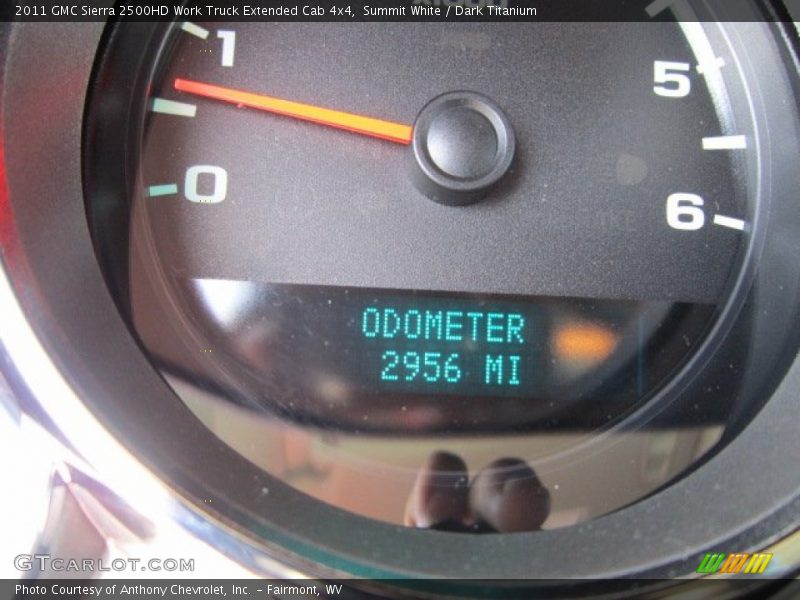 2011 GMC Sierra 2500HD Work Truck Extended Cab 4x4, Summit White / Dark Titanium
1
5
0
6
ODOMETER
2956 MI
GTCARLOT.COM
Photo Courtesy of Anthony Chevrolet, Inc. - Fairmont, WV